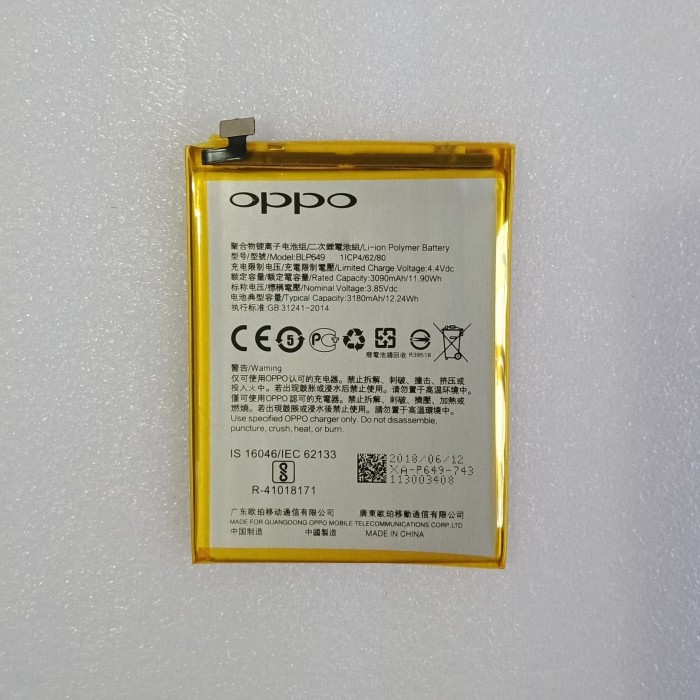 oppo
聚合物锂离子电池组/二次鋰電池組/Li-ion Polymer Battery
型号/型號/Model:BLP649 1ICP4/62/80
充电限制电压/充電限制電壓/Limited Charge Voltage:4.4Vdc
额定容量/額定電容量/Rated Capacity:3090mAh/11.90Wh
标称电压/標稱電壓/Nominal Voltage:3.85Vdc
电池容量/電池容量/Typical Capacity:3180mAh/12.24Wh
执行标准:GB 31241-2014
CE 5 廢電池請回收 R39518
警告/Warning
仅可使用OPPO认可的充电器。禁止拆解、刺破、撞击、挤压或
投入火中。若出现鼓胀或浸水后禁止使用。请勿置于高温环境中。
僅可使用OPPO認可的充電器。禁止拆解、刺破、擠壓、加熱或
燃燒。若出現鼓脹或浸水後禁止使用。請勿置于高溫環境中。
Use specified OPPO charger only. Do not disassemble,
puncture, crush, heat, or burn.
IS 16046/IEC 62133
R-41018171
2018/06/12
XA-P649-743
113003408
广东欧珀移动通信有限公司 廣東歐珀移動通信有限公司
MADE FOR GUANGDONG OPPO MOBILE TELECOMMUNICATIONS CORP.,LTD
中国制造 中國製造 MADE IN CHINA